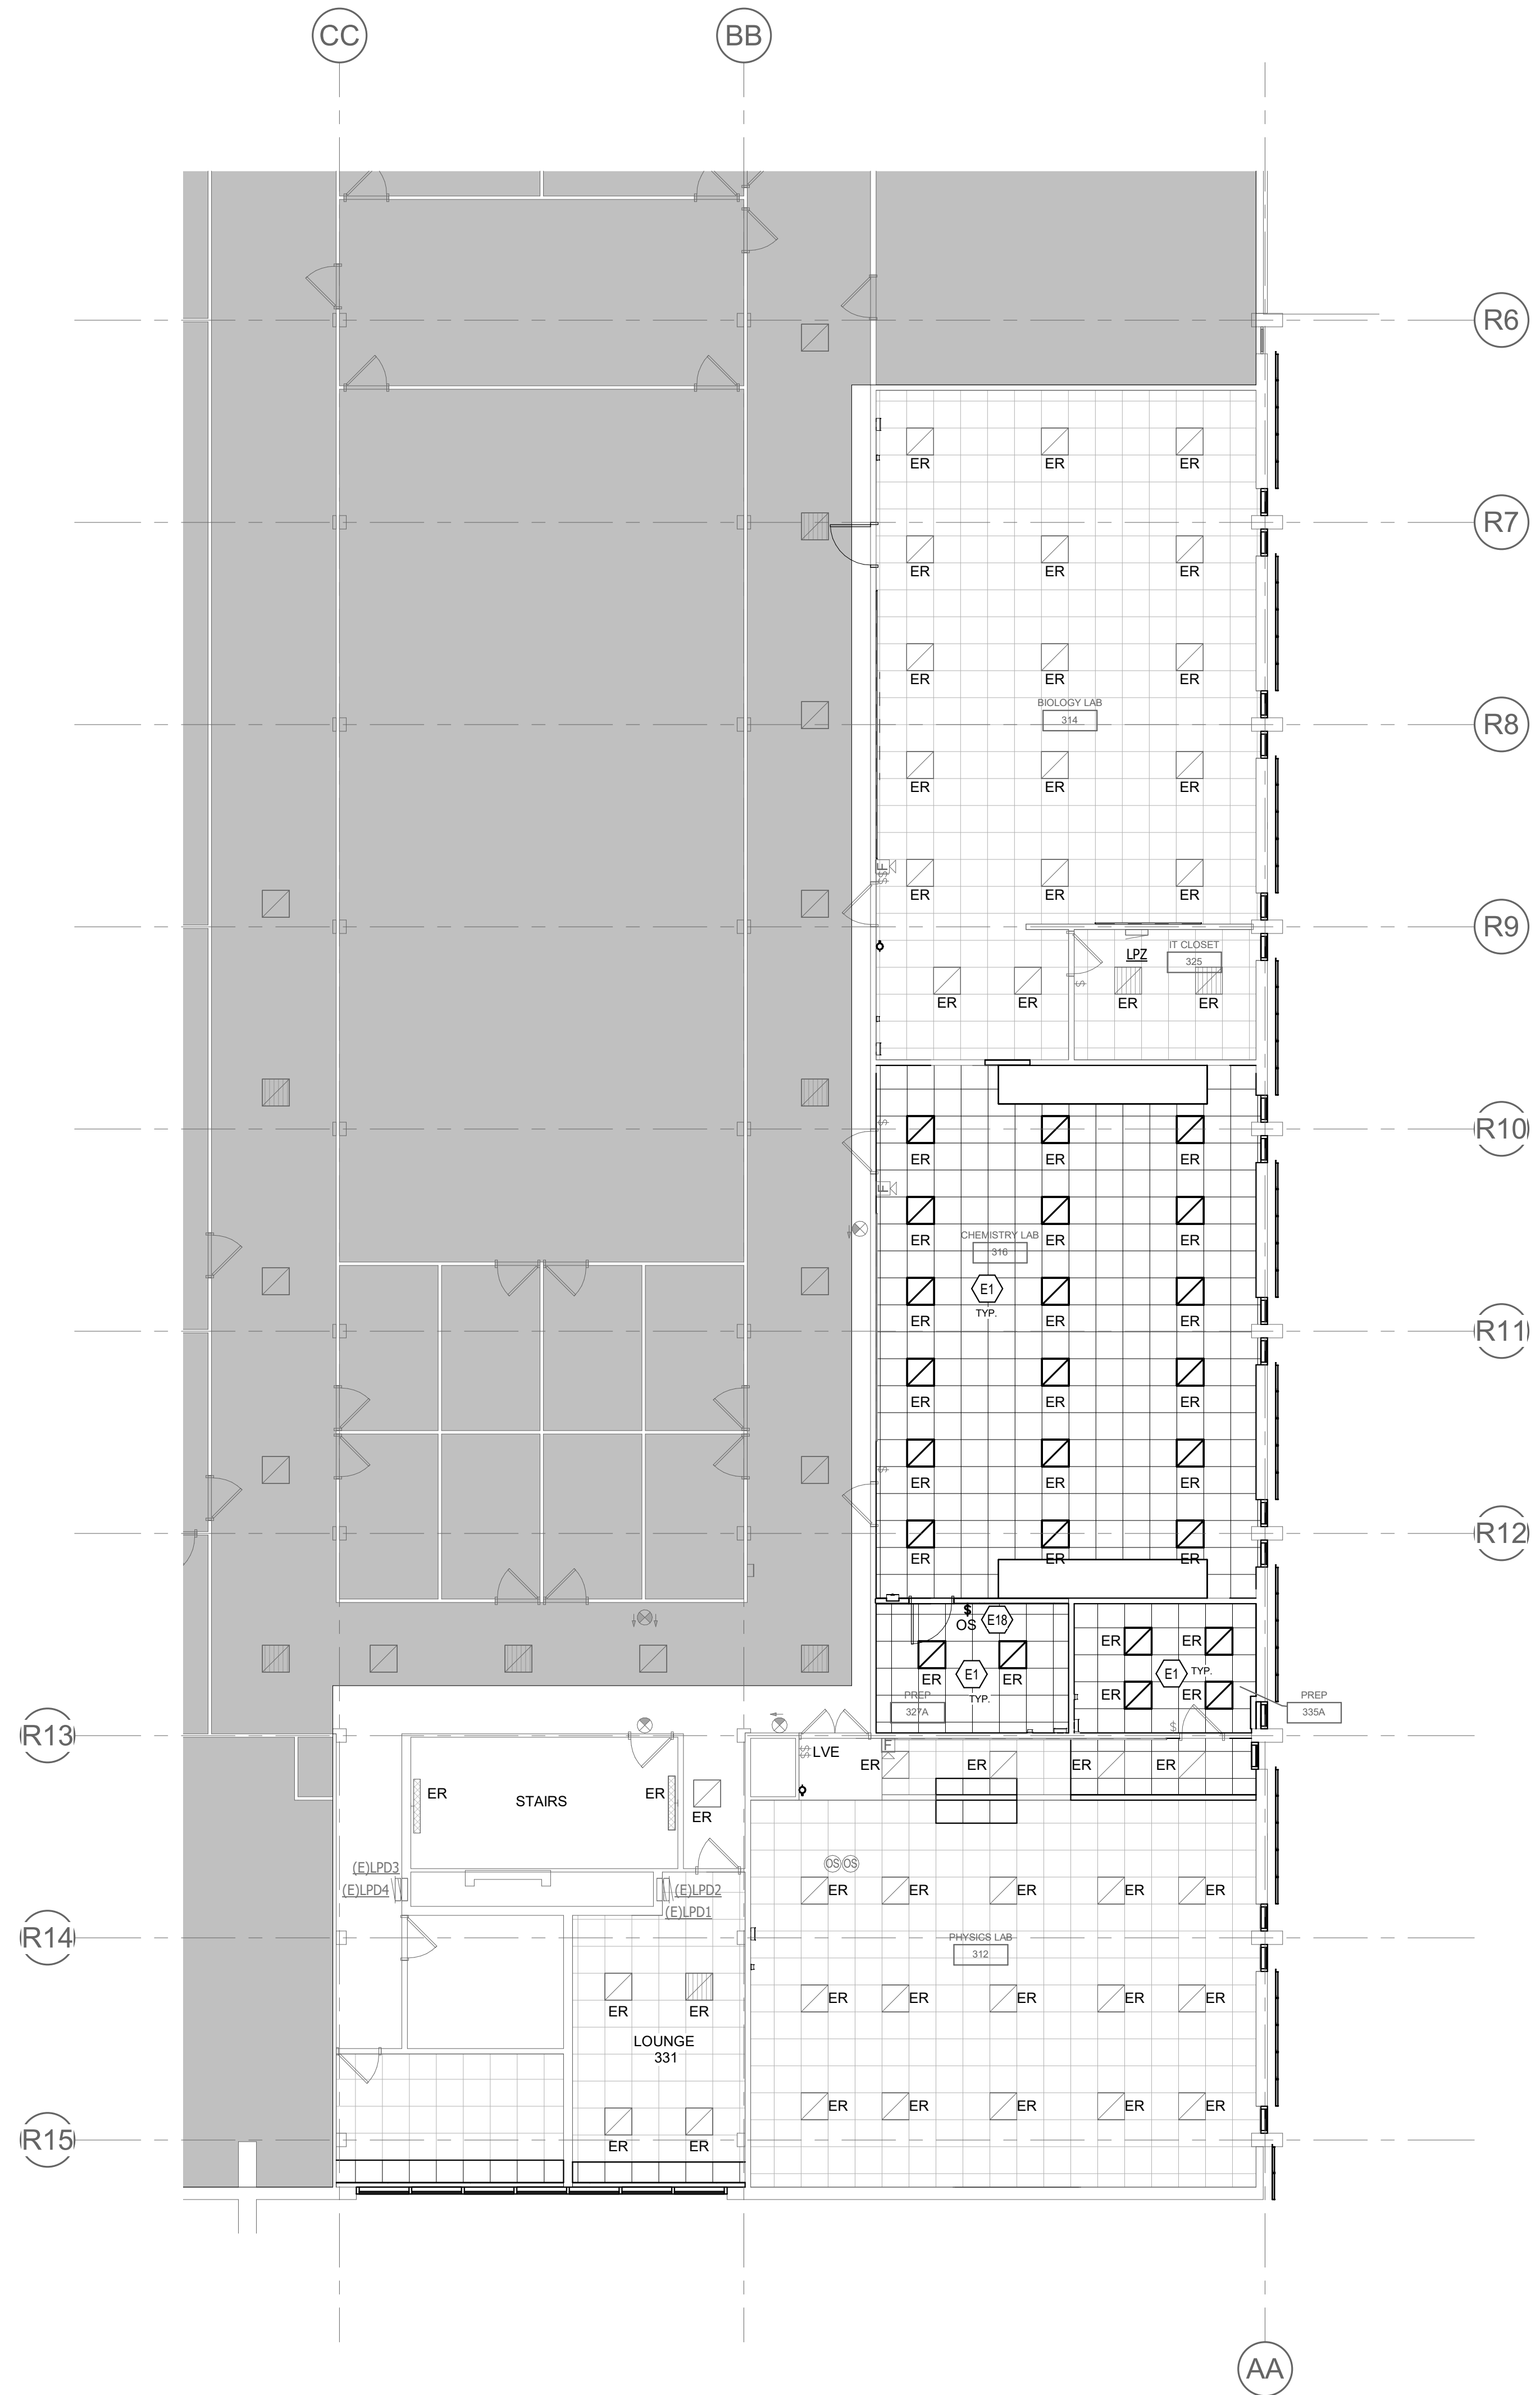 CC
BB
R6
ER ER ER
R7
ER ER ER
ER ER ER
BIOLOGY LAB
314
R8
ER ER ER
F
$$
ER ER ER
R9
LPZ
IT CLOSET
325
$
ER ER ER ER
$
R10
ER ER ER
F
CHEMISTRY LAB
316
ER ER ER
E1
TYP.
ER ER ER
R11
ER ER ER
$
ER ER ER
R12
ER ER ER
$
OS
E18
ER ER
E1
TYP.
PREP
327A
ER ER
E1
TYP.
ER ER
PREP
335A
$
R13
$$
LVE
F
ER ER ER ER
ER
STAIRS
ER
ER
OS OS
(E)LPD3
(E)LPD4
(E)LPD2
(E)LPD1
ER ER ER ER ER
R14
PHYSICS LAB
312
ER ER
ER ER ER ER ER
LOUNGE
331
ER ER ER ER ER
ER ER
R15
AA